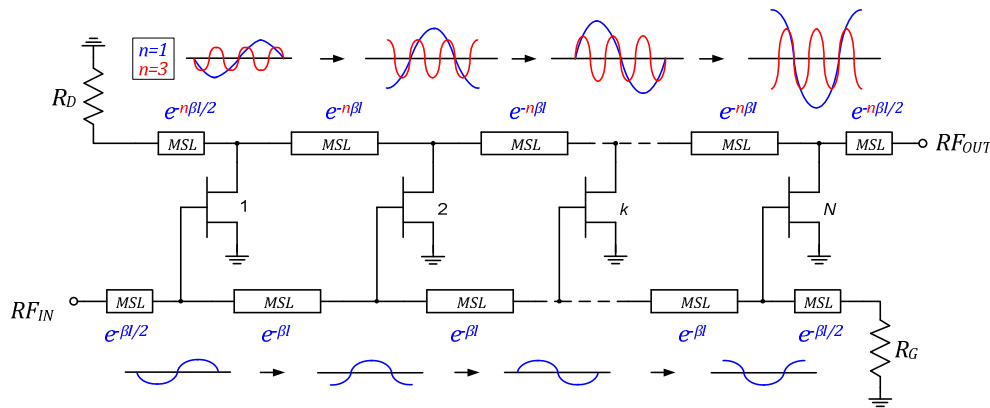 n=1
n=3
R_D
e^-nβl/2
e^-nβl
e^-nβl
e^-nβl
e^-nβl/2
MSL
MSL
MSL
MSL
MSL
RF_OUT
1
2
k
N
RF_IN
MSL
MSL
MSL
MSL
MSL
e^-βl/2
e^-βl
e^-βl
e^-βl
e^-βl/2
R_G